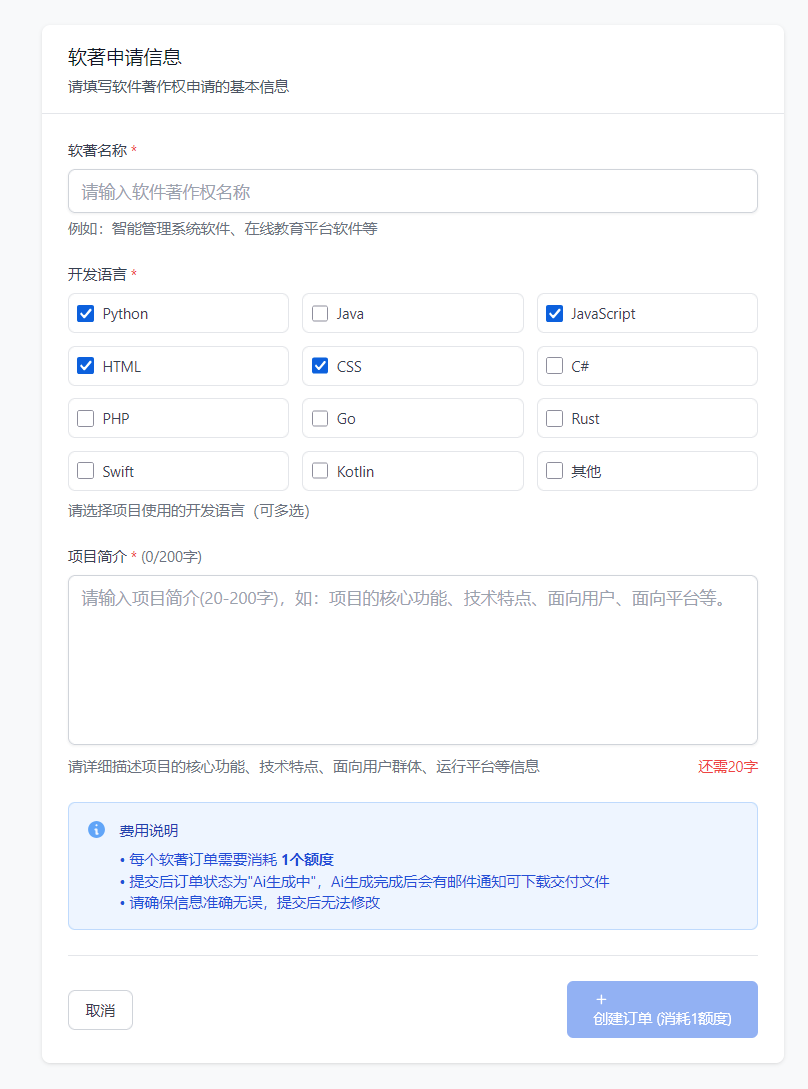 软著申请信息
请填写软件著作权申请的基本信息
软著名称 *
请输入软件著作权名称
例如：智能管理系统软件、在线教育平台软件等
开发语言 *
Python
Java
JavaScript
HTML
CSS
C#
PHP
Go
Rust
Swift
Kotlin
其他
请选择项目使用的开发语言（可多选）
项目简介 * (0/200字)
请输入项目简介(20-200字)，如：项目的核心功能、技术特点、面向用户、面向平台等。
请详细描述项目的核心功能、技术特点、面向用户群体、运行平台等信息
还需20字
费用说明
• 每个软著订单需要消耗 1个额度
• 提交后订单状态为"Ai生成中"，Ai生成完成后会有邮件通知可下载交付文件
• 请确保信息准确无误，提交后无法修改
取消
+
创建订单 (消耗1额度)